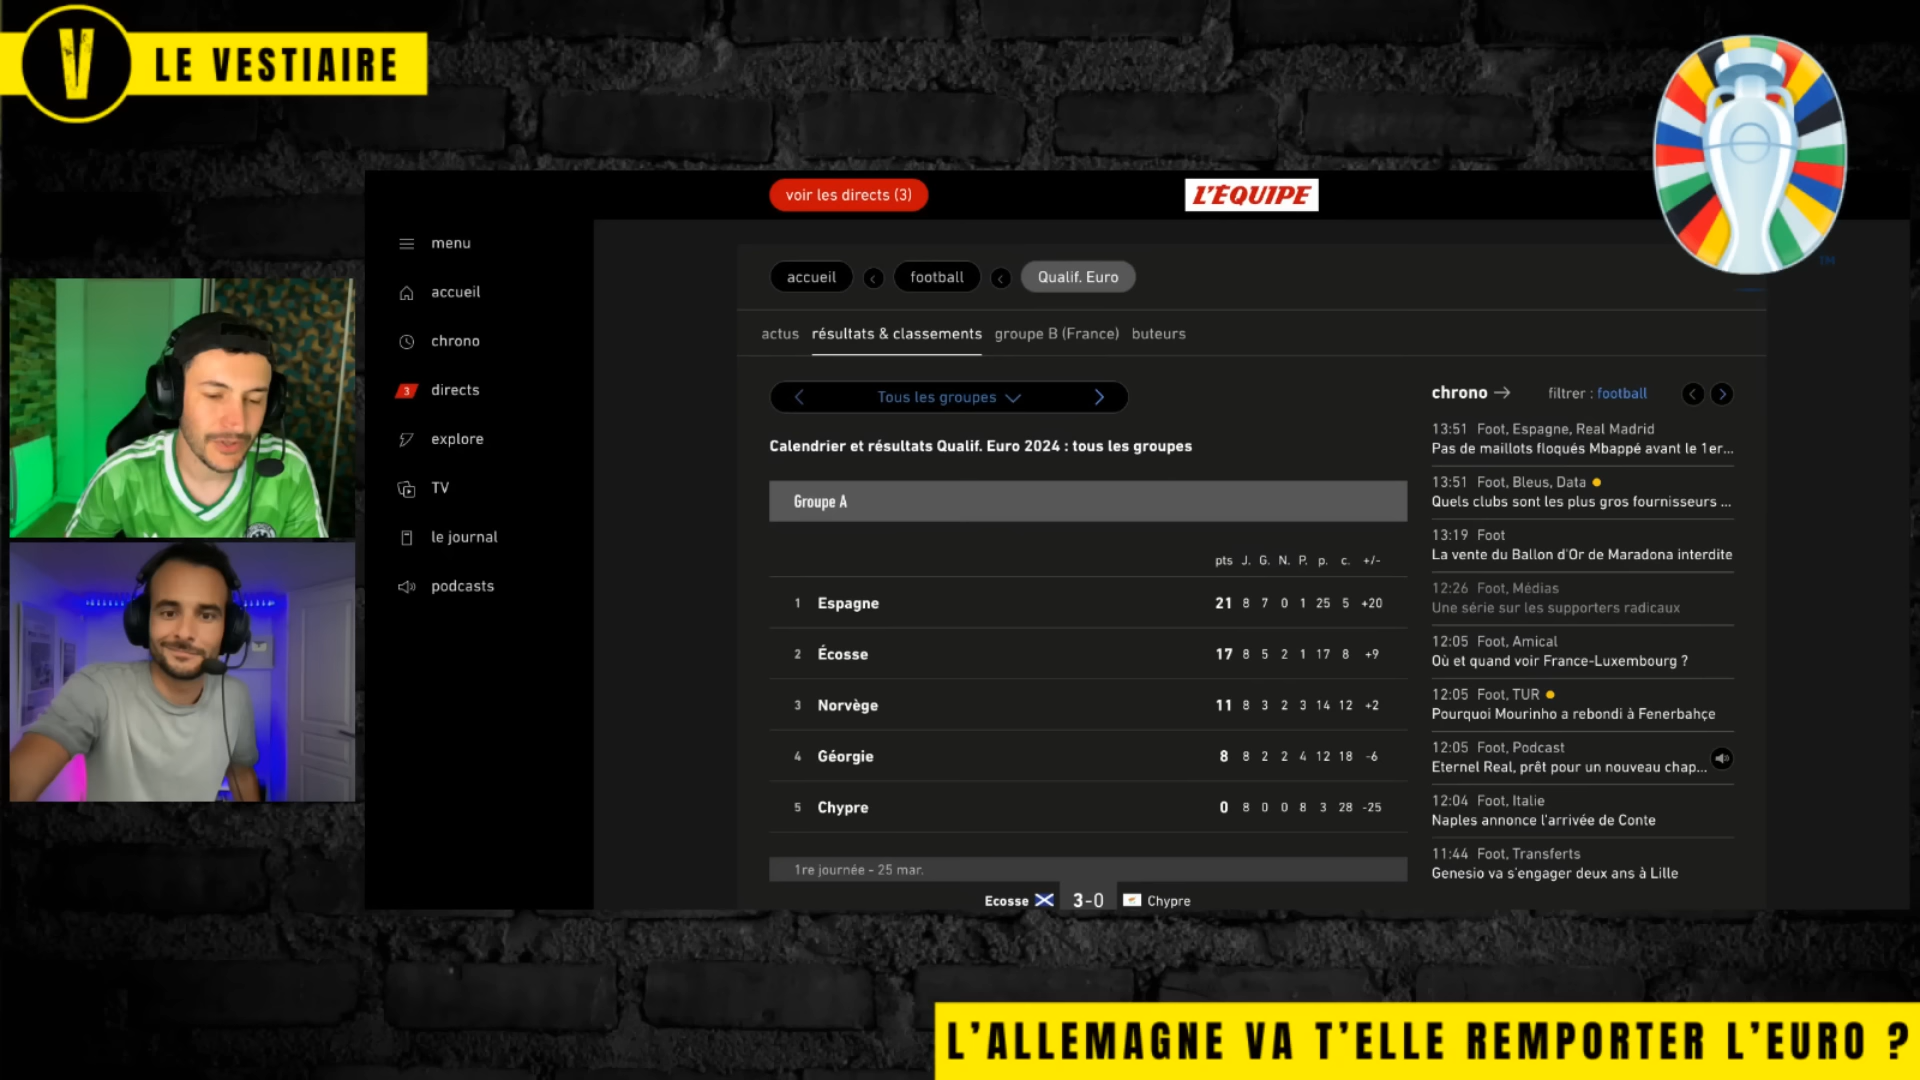 V
LE VESTIAIRE
voir les directs (3)
L'ÉQUIPE
menu
accueil
chrono
3 directs
explore
TV
le journal
podcasts
accueil
football
Qualif. Euro
TM
actus résultats & classements groupe B (France) buteurs
Tous les groupes
Calendrier et résultats Qualif. Euro 2024 : tous les groupes
Groupe A
pts J. G. N. P. p. c. +/-
1 Espagne 21 8 7 0 1 25 5 +20
2 Écosse 17 8 5 2 1 17 8 +9
3 Norvège 11 8 3 2 3 14 12 +2
4 Géorgie 8 8 2 2 4 12 18 -6
5 Chypre 0 8 0 0 8 3 28 -25
1re journée - 25 mar.
Ecosse 3-0 Chypre
chrono → filtrer : football
13:51 Foot, Espagne, Real Madrid
Pas de maillots floqués Mbappé avant le 1er...
13:51 Foot, Bleus, Data
Quels clubs sont les plus gros fournisseurs ...
13:19 Foot
La vente du Ballon d'Or de Maradona interdite
12:26 Foot, Médias
Une série sur les supporters radicaux
12:05 Foot, Amical
Où et quand voir France-Luxembourg ?
12:05 Foot, TUR
Pourquoi Mourinho a rebondi à Fenerbahçe
12:05 Foot, Podcast
Eternel Real, prêt pour un nouveau chap...
12:04 Foot, Italie
Naples annonce l'arrivée de Conte
11:44 Foot, Transferts
Genesio va s'engager deux ans à Lille
L'ALLEMAGNE VA T'ELLE REMPORTER L'EURO ?